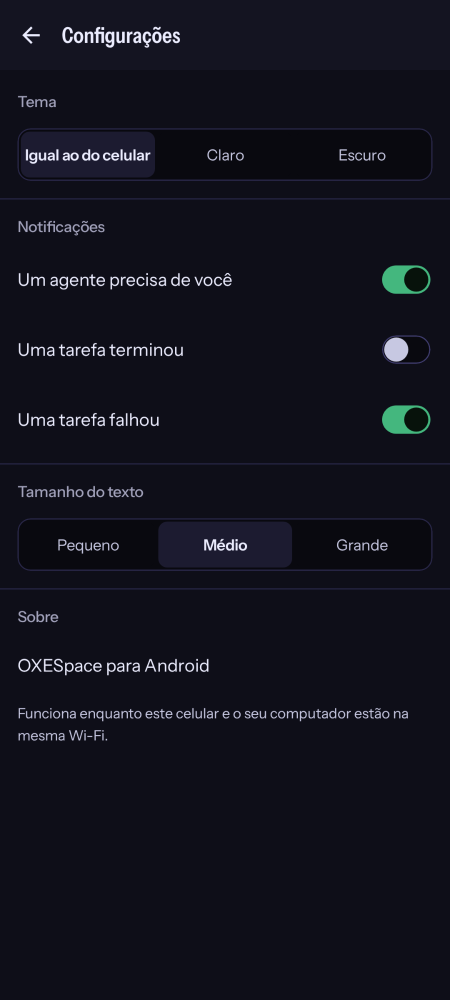 Configurações
Tema
Igual ao do celular
Claro
Escuro
Notificações
Um agente precisa de você
Uma tarefa terminou
Uma tarefa falhou
Tamanho do texto
Pequeno
Médio
Grande
Sobre
OXESpace para Android
Funciona enquanto este celular e o seu computador estão na
mesma Wi-Fi.